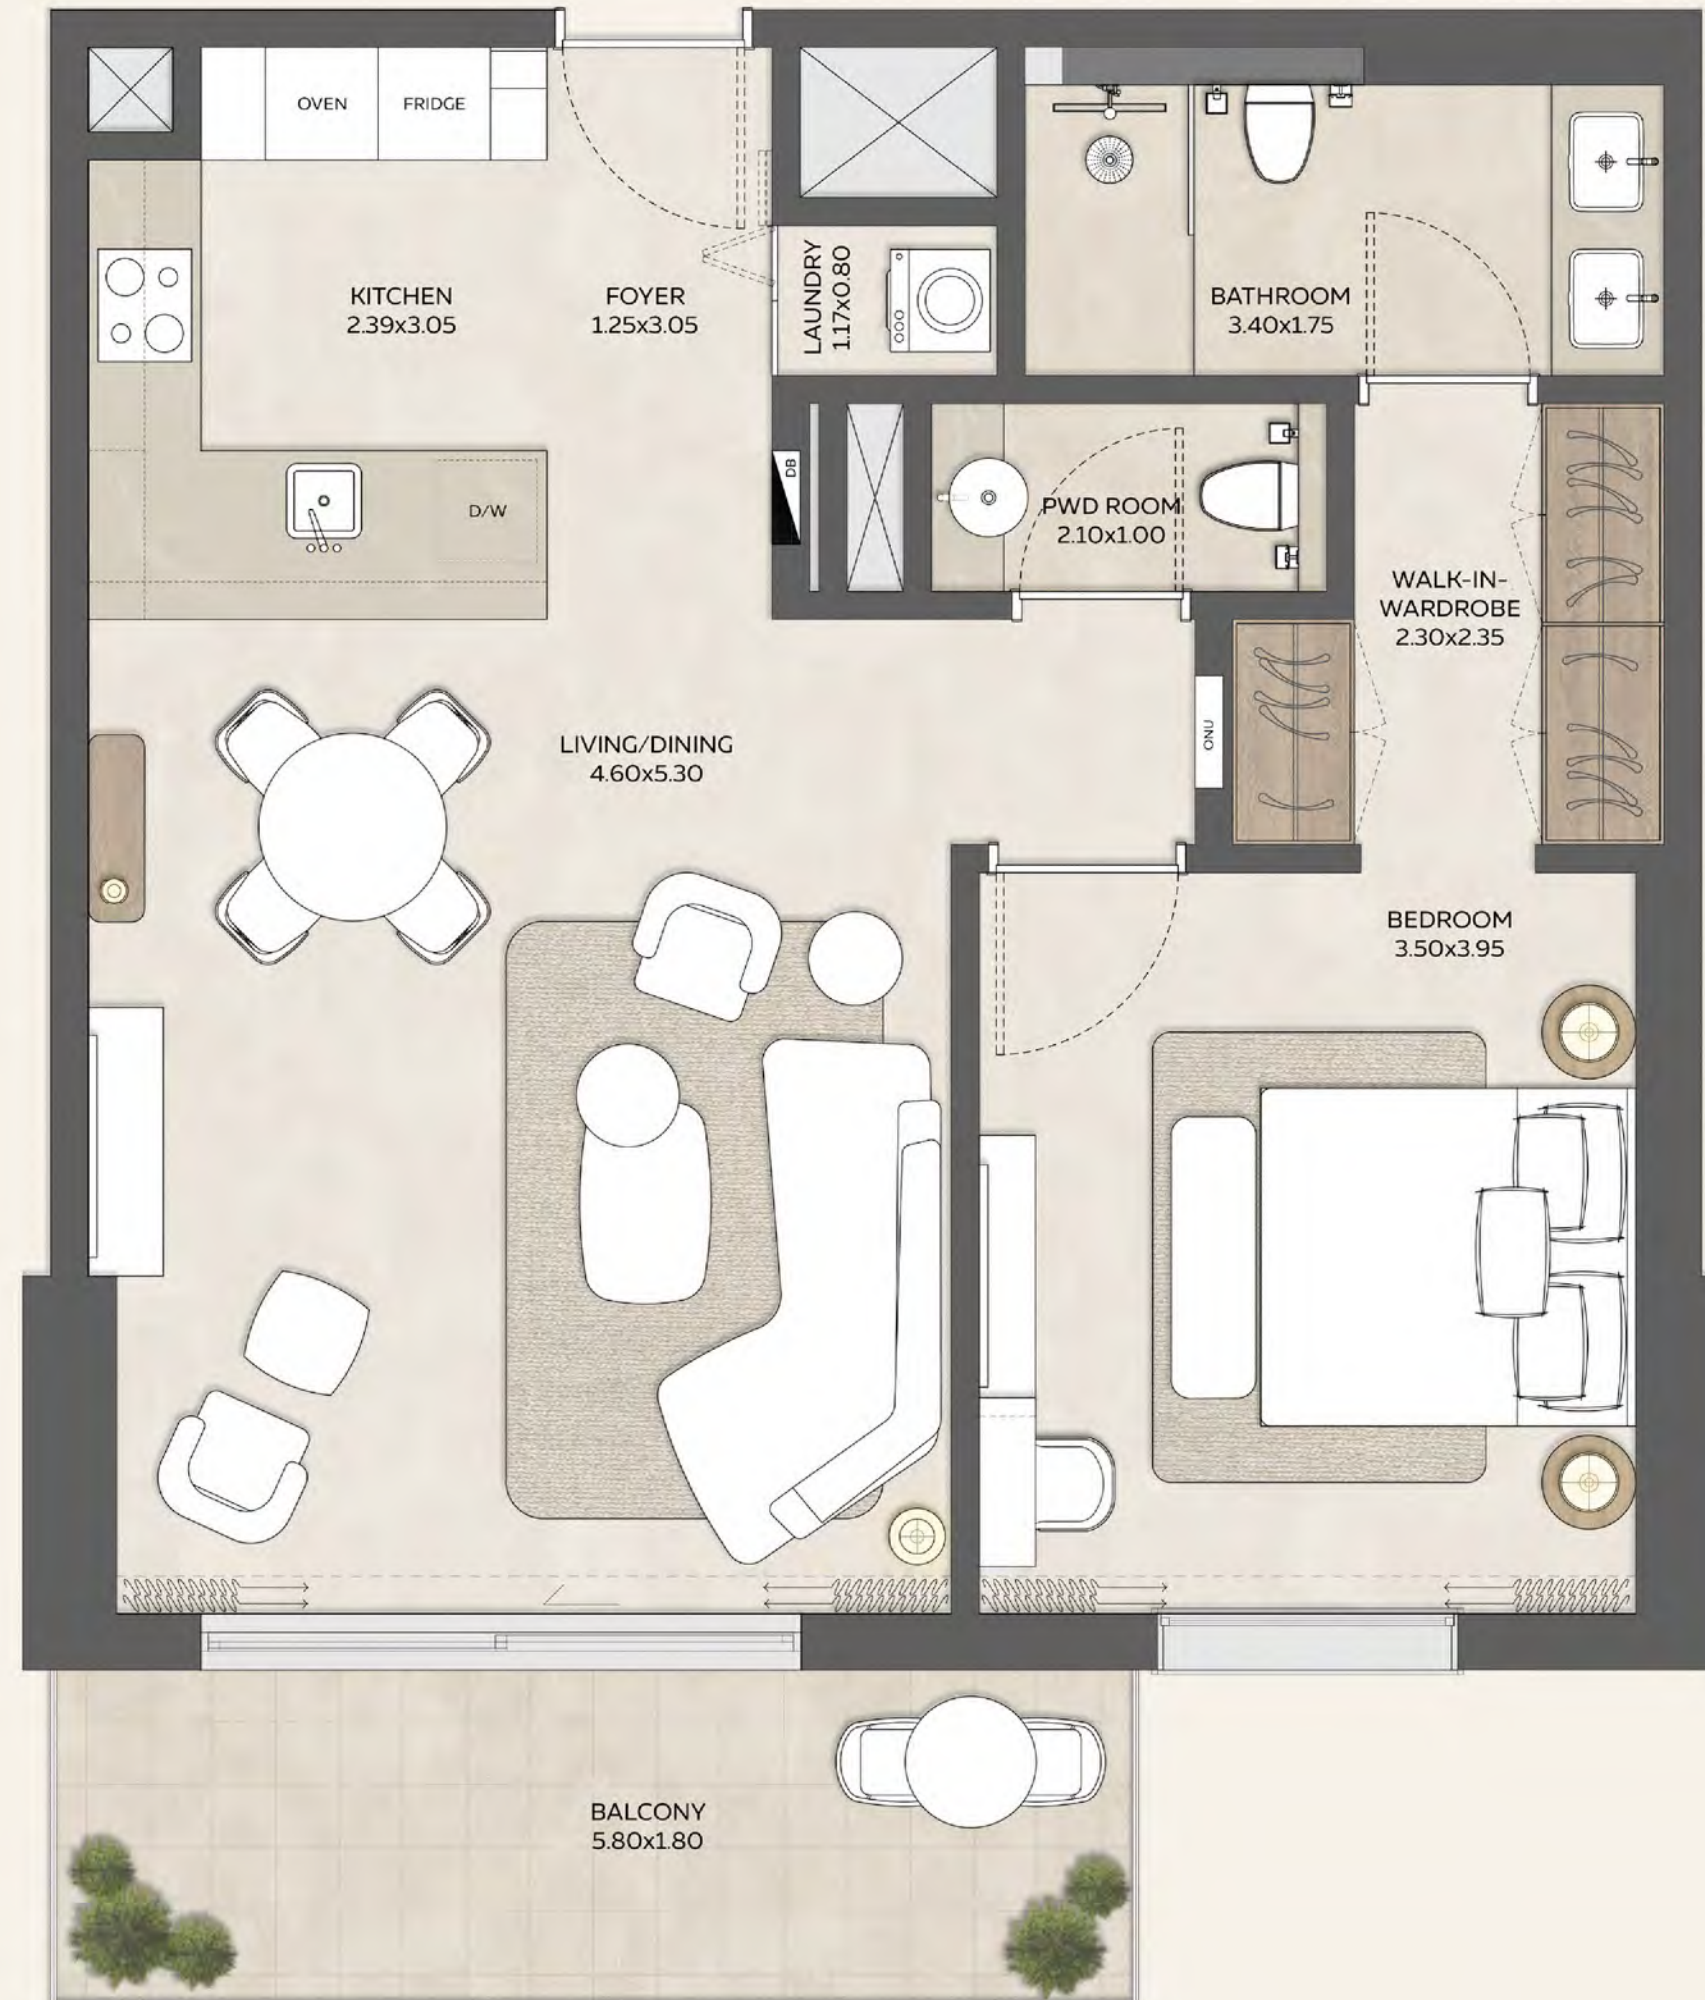 OVEN
FRIDGE
KITCHEN
2.39x3.05
FOYER
1.25x3.05
LAUNDRY
1.17x0.80
BATHROOM
3.40x1.75
D/W
DB
PWD ROOM
2.10x1.00
WALK-IN-
WARDROBE
2.30x2.35
LIVING/DINING
4.60x5.30
ONU
BEDROOM
3.50x3.95
BALCONY
5.80x1.80